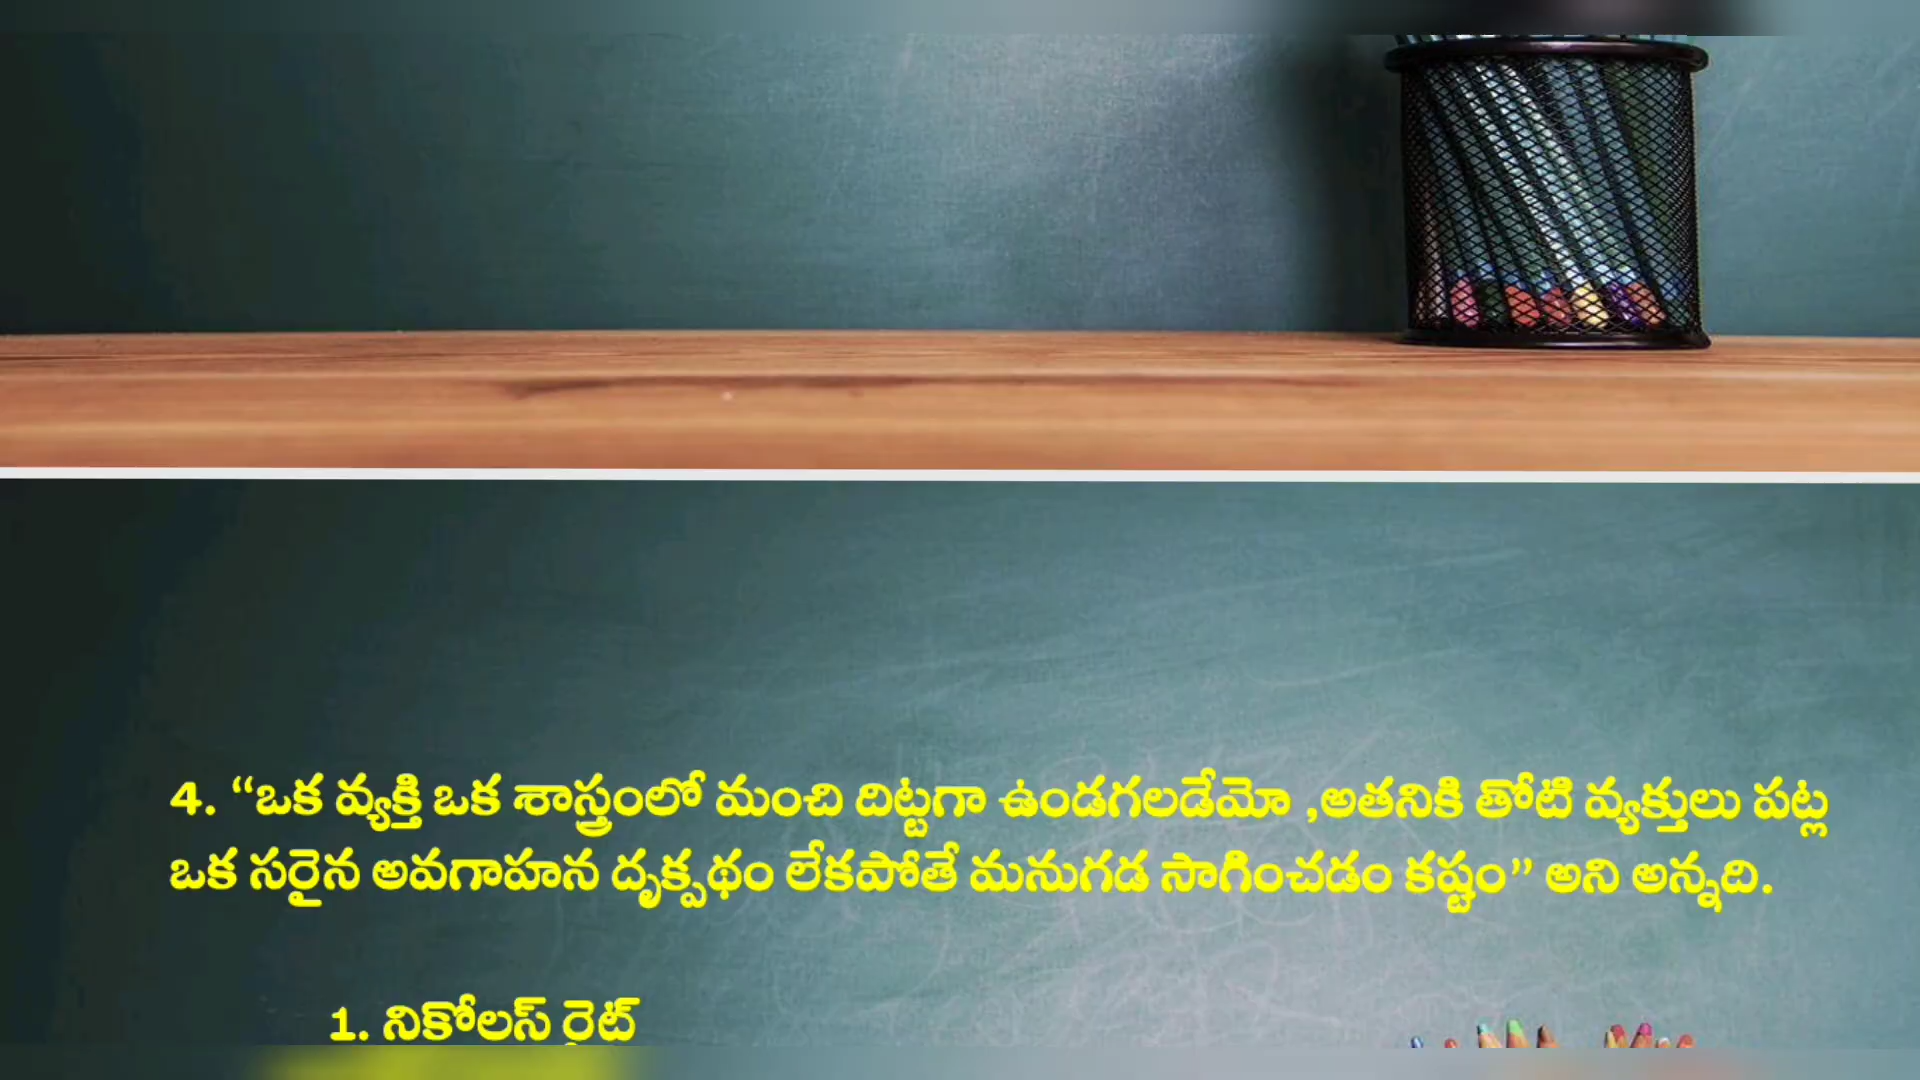 4. “ఒక వ్యక్తి ఒక శాస్త్రంలో మంచి దిట్టగా ఉండగలడేమో ,అతనికి తోటి వ్యక్తులు పట్ల
ఒక సరైన అవగాహన దృక్పథం లేకపోతే మనుగడ సాగించడం కష్టం” అని అన్నది.
1. నికోలస్ రైట్